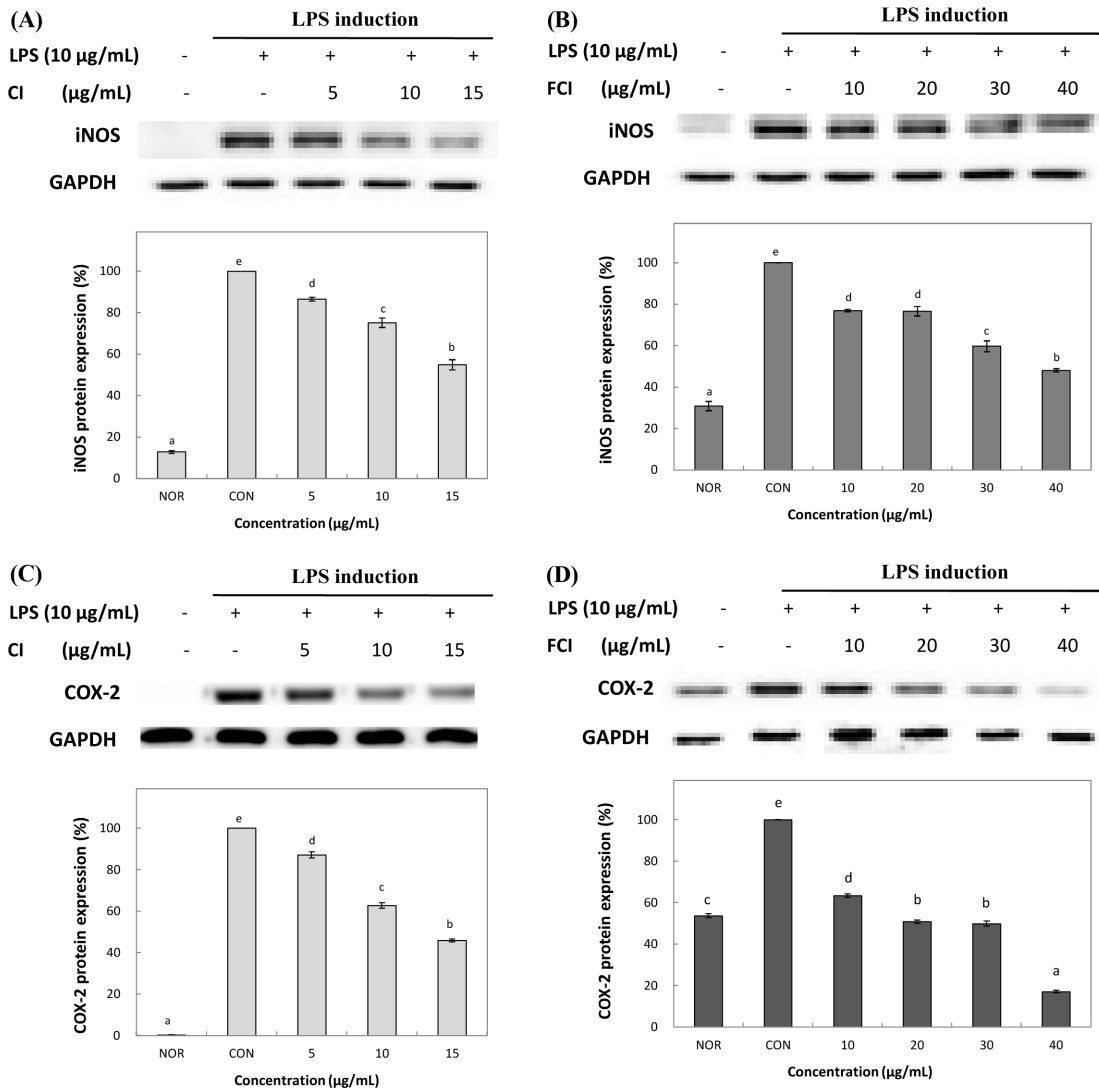 (A)
LPS induction
LPS (10 µg/mL) - + + + +
CI (µg/mL) - - 5 10 15
iNOS
GAPDH
iNOS protein expression (%)
100
80
60
40
20
0
a
e
d
c
b
NOR CON 5 10 15
Concentration (µg/mL)
(B)
LPS induction
LPS (10 µg/mL) - + + + + +
FCI (µg/mL) - - 10 20 30 40
iNOS
GAPDH
iNOS protein expression (%)
100
80
60
40
20
0
a
e
d
d
c
b
NOR CON 10 20 30 40
Concentration (µg/mL)
(C)
LPS induction
LPS (10 µg/mL) - + + + +
CI (µg/mL) - - 5 10 15
COX-2
GAPDH
COX-2 protein expression (%)
100
80
60
40
20
0
a
e
d
c
b
NOR CON 5 10 15
Concentration (µg/mL)
(D)
LPS induction
LPS (10 µg/mL) - + + + + +
FCI (µg/mL) - - 10 20 30 40
COX-2
GAPDH
COX-2 protein expression (%)
100
80
60
40
20
0
c
e
d
b
b
a
NOR CON 10 20 30 40
Concentration (µg/mL)